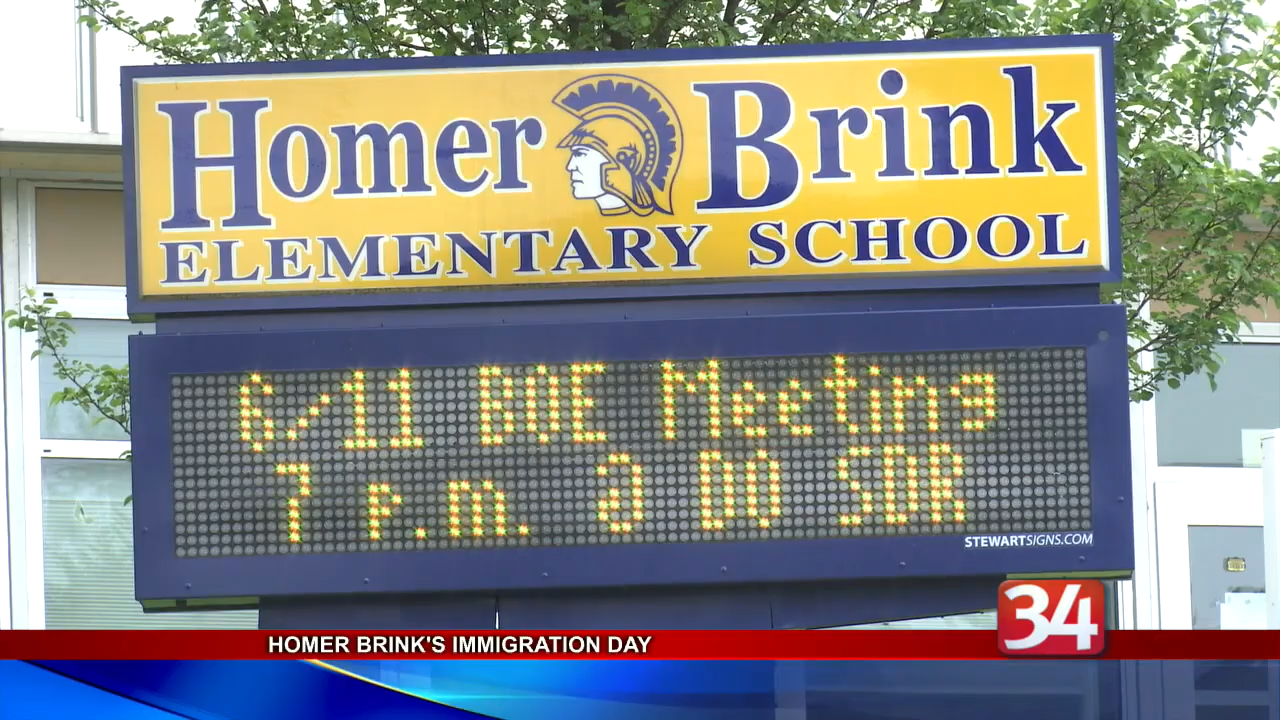 Homer Brink
ELEMENTARY SCHOOL
6/11 BOE Meeting
7 p.m. @ DO SDR
STEWARTSIGNS.COM
34
HOMER BRINK'S IMMIGRATION DAY